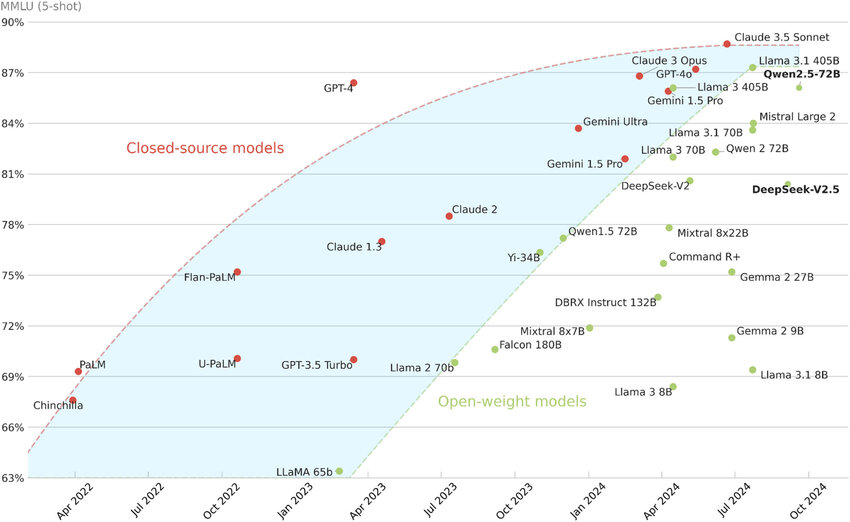 MMLU (5-shot)
90%
Claude 3.5 Sonnet
Claude 3 Opus
Llama 3.1 405B
87%
GPT-4o
Qwen2.5-72B
GPT-4
Llama 3 405B
Gemini 1.5 Pro
Mistral Large 2
Gemini Ultra
84%
Llama 3.1 70B
Closed-source models
Llama 3 70B
Qwen 2 72B
Gemini 1.5 Pro
81%
DeepSeek-V2
DeepSeek-V2.5
Claude 2
78%
Qwen1.5 72B
Mixtral 8x22B
Claude 1.3
Yi-34B
Command R+
75%
Flan-PaLM
Gemma 2 27B
DBRX Instruct 132B
72%
Mixtral 8x7B
Gemma 2 9B
Falcon 180B
PaLM
U-PaLM
GPT-3.5 Turbo
Llama 2 70b
69%
Llama 3.1 8B
Llama 3 8B
Chinchilla
Open-weight models
66%
LLaMA 65b
63%
Apr 2022
Jul 2022
Oct 2022
Jan 2023
Apr 2023
Jul 2023
Oct 2023
Jan 2024
Apr 2024
Jul 2024
Oct 2024